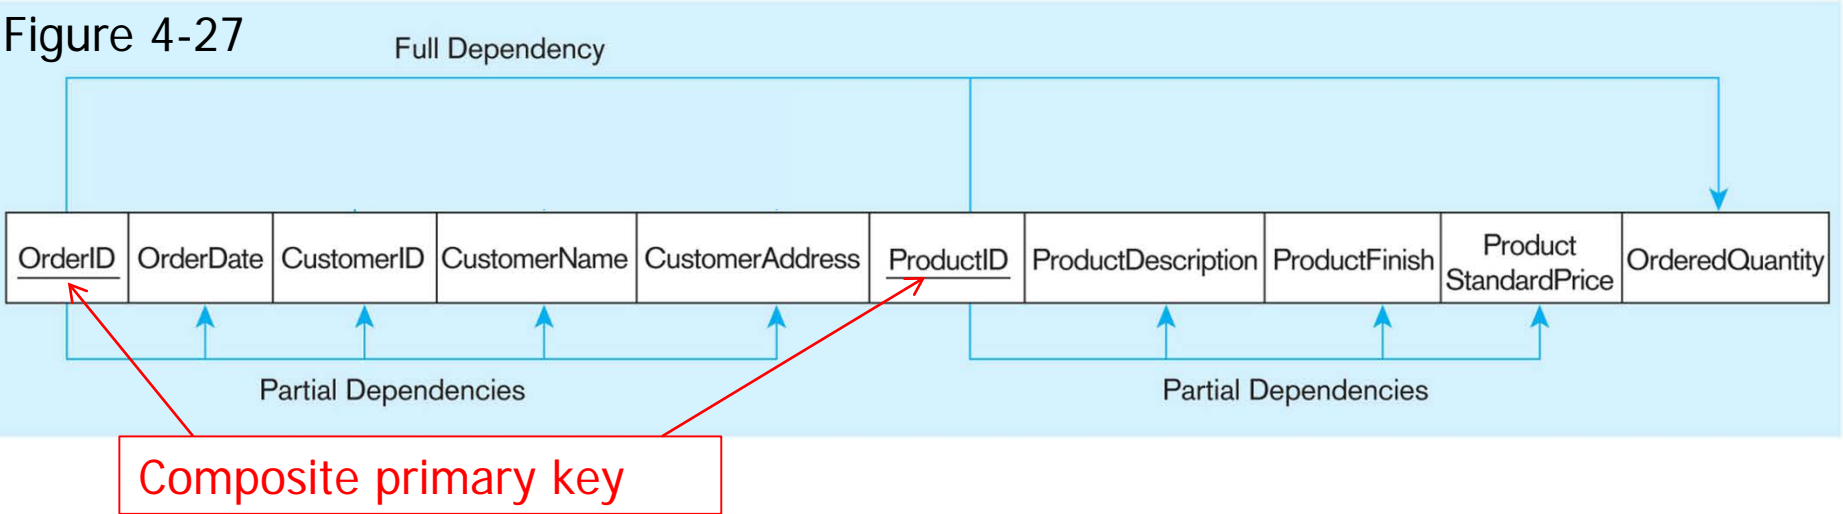 Figure 4-27
Full Dependency
OrderID OrderDate CustomerID CustomerName CustomerAddress ProductID ProductDescription ProductFinish Product
StandardPrice OrderedQuantity
Partial Dependencies Partial Dependencies
Composite primary key